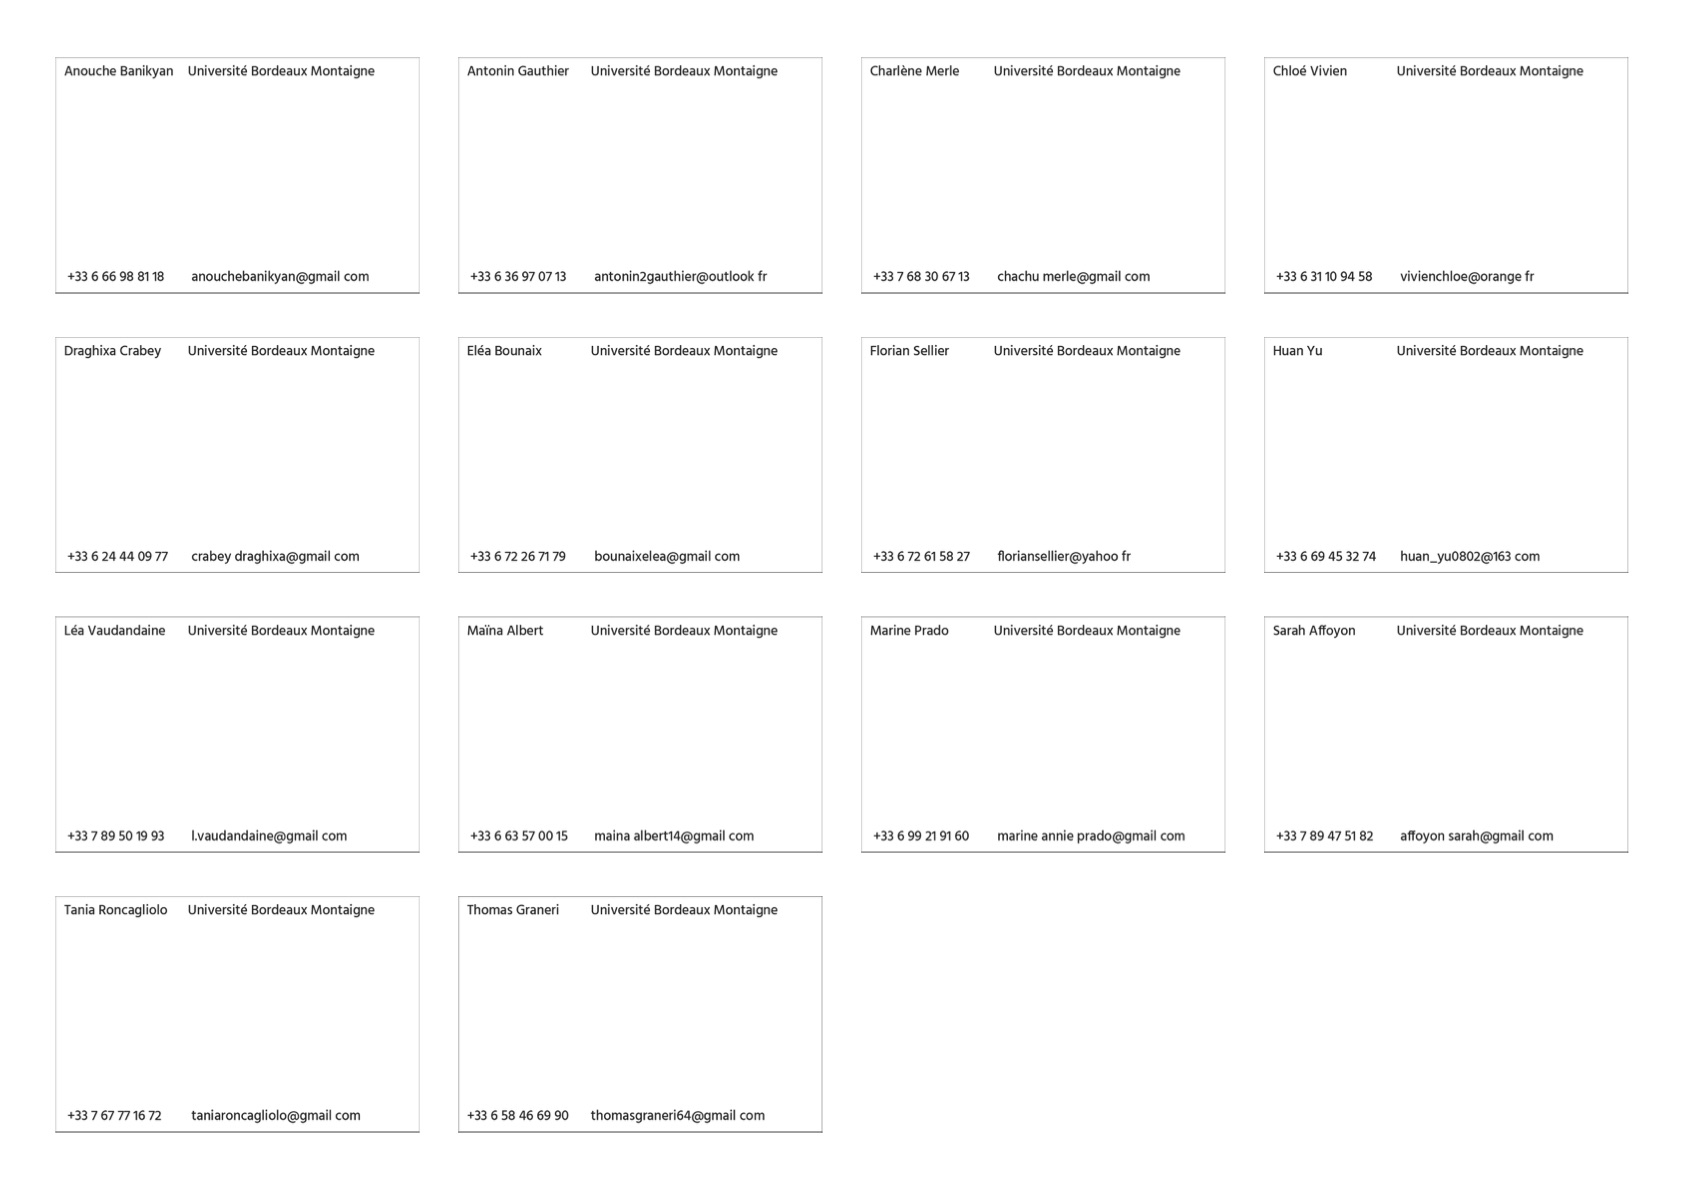 Anouche Banikyan Université Bordeaux Montaigne
+33 6 66 98 81 18 anouchebanikyan@gmail com
Antonin Gauthier Université Bordeaux Montaigne
+33 6 36 97 07 13 antonin2gauthier@outlook fr
Charlène Merle Université Bordeaux Montaigne
+33 7 68 30 67 13 chachu merle@gmail com
Chloé Vivien Université Bordeaux Montaigne
+33 6 31 10 94 58 vivienchloe@orange fr
Draghixa Crabey Université Bordeaux Montaigne
+33 6 24 44 09 77 crabey draghixa@gmail com
Eléa Bounaix Université Bordeaux Montaigne
+33 6 72 26 71 79 bounaixelea@gmail com
Florian Sellier Université Bordeaux Montaigne
+33 6 72 61 58 27 floriansellier@yahoo fr
Huan Yu Université Bordeaux Montaigne
+33 6 69 45 32 74 huan_yu0802@163 com
Léa Vaudandaine Université Bordeaux Montaigne
+33 7 89 50 19 93 l.vaudandaine@gmail com
Maïna Albert Université Bordeaux Montaigne
+33 6 63 57 00 15 maina albert14@gmail com
Marine Prado Université Bordeaux Montaigne
+33 6 99 21 91 60 marine annie prado@gmail com
Sarah Affoyon Université Bordeaux Montaigne
+33 7 89 47 51 82 affoyon sarah@gmail com
Tania Roncagliolo Université Bordeaux Montaigne
+33 7 67 77 16 72 taniaroncagliolo@gmail com
Thomas Graneri Université Bordeaux Montaigne
+33 6 58 46 69 90 thomasgraneri64@gmail com